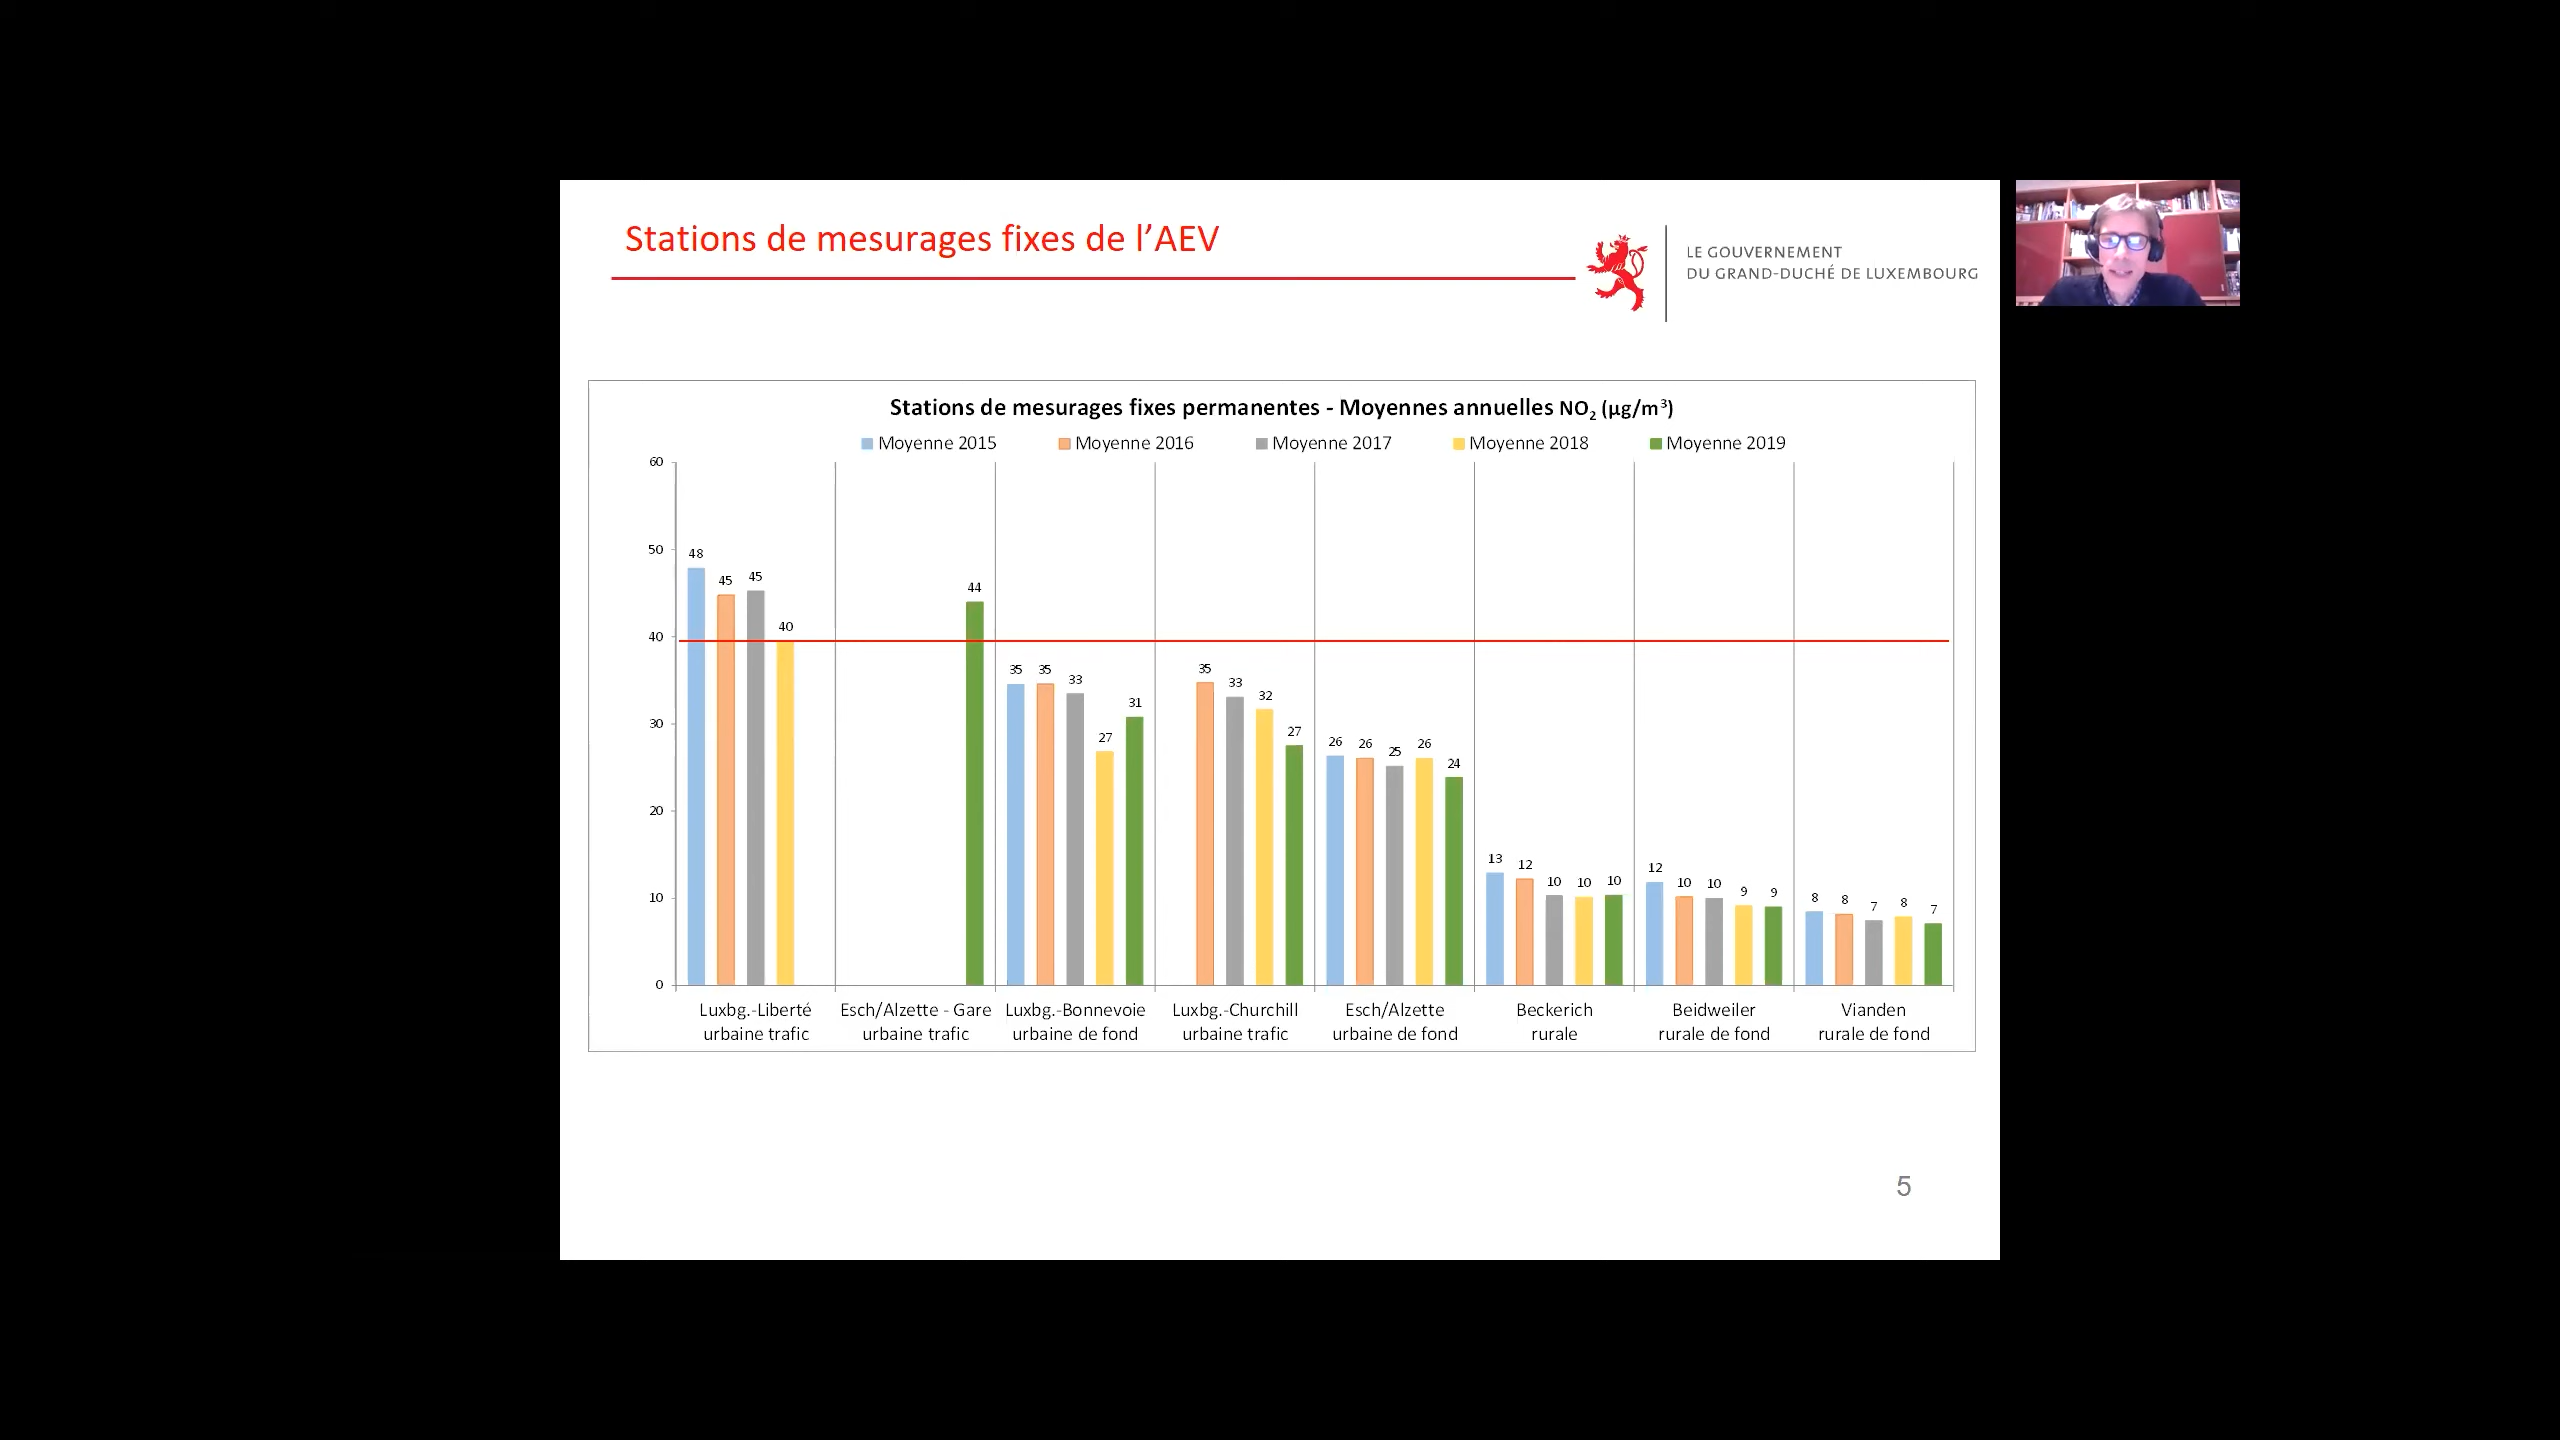 Stations de mesurages fixes de l’AEV
LE GOUVERNEMENT
DU GRAND-DUCHÉ DE LUXEMBOURG
Stations de mesurages fixes permanentes - Moyennes annuelles NO₂ (µg/m³)
Moyenne 2015 Moyenne 2016 Moyenne 2017 Moyenne 2018 Moyenne 2019
60
50
40
30
20
10
0
48 45 45 40
44
35 35 33 27 31
35 33 32 27
26 26 25 26 24
13 12 10 10 10
12 10 10 9 9
8 8 7 8 7
Luxbg.-Liberté
urbaine trafic
Esch/Alzette - Gare
urbaine trafic
Luxbg.-Bonnevoie
urbaine de fond
Luxbg.-Churchill
urbaine trafic
Esch/Alzette
urbaine de fond
Beckerich
rurale
Beidweiler
rurale de fond
Vianden
rurale de fond
5